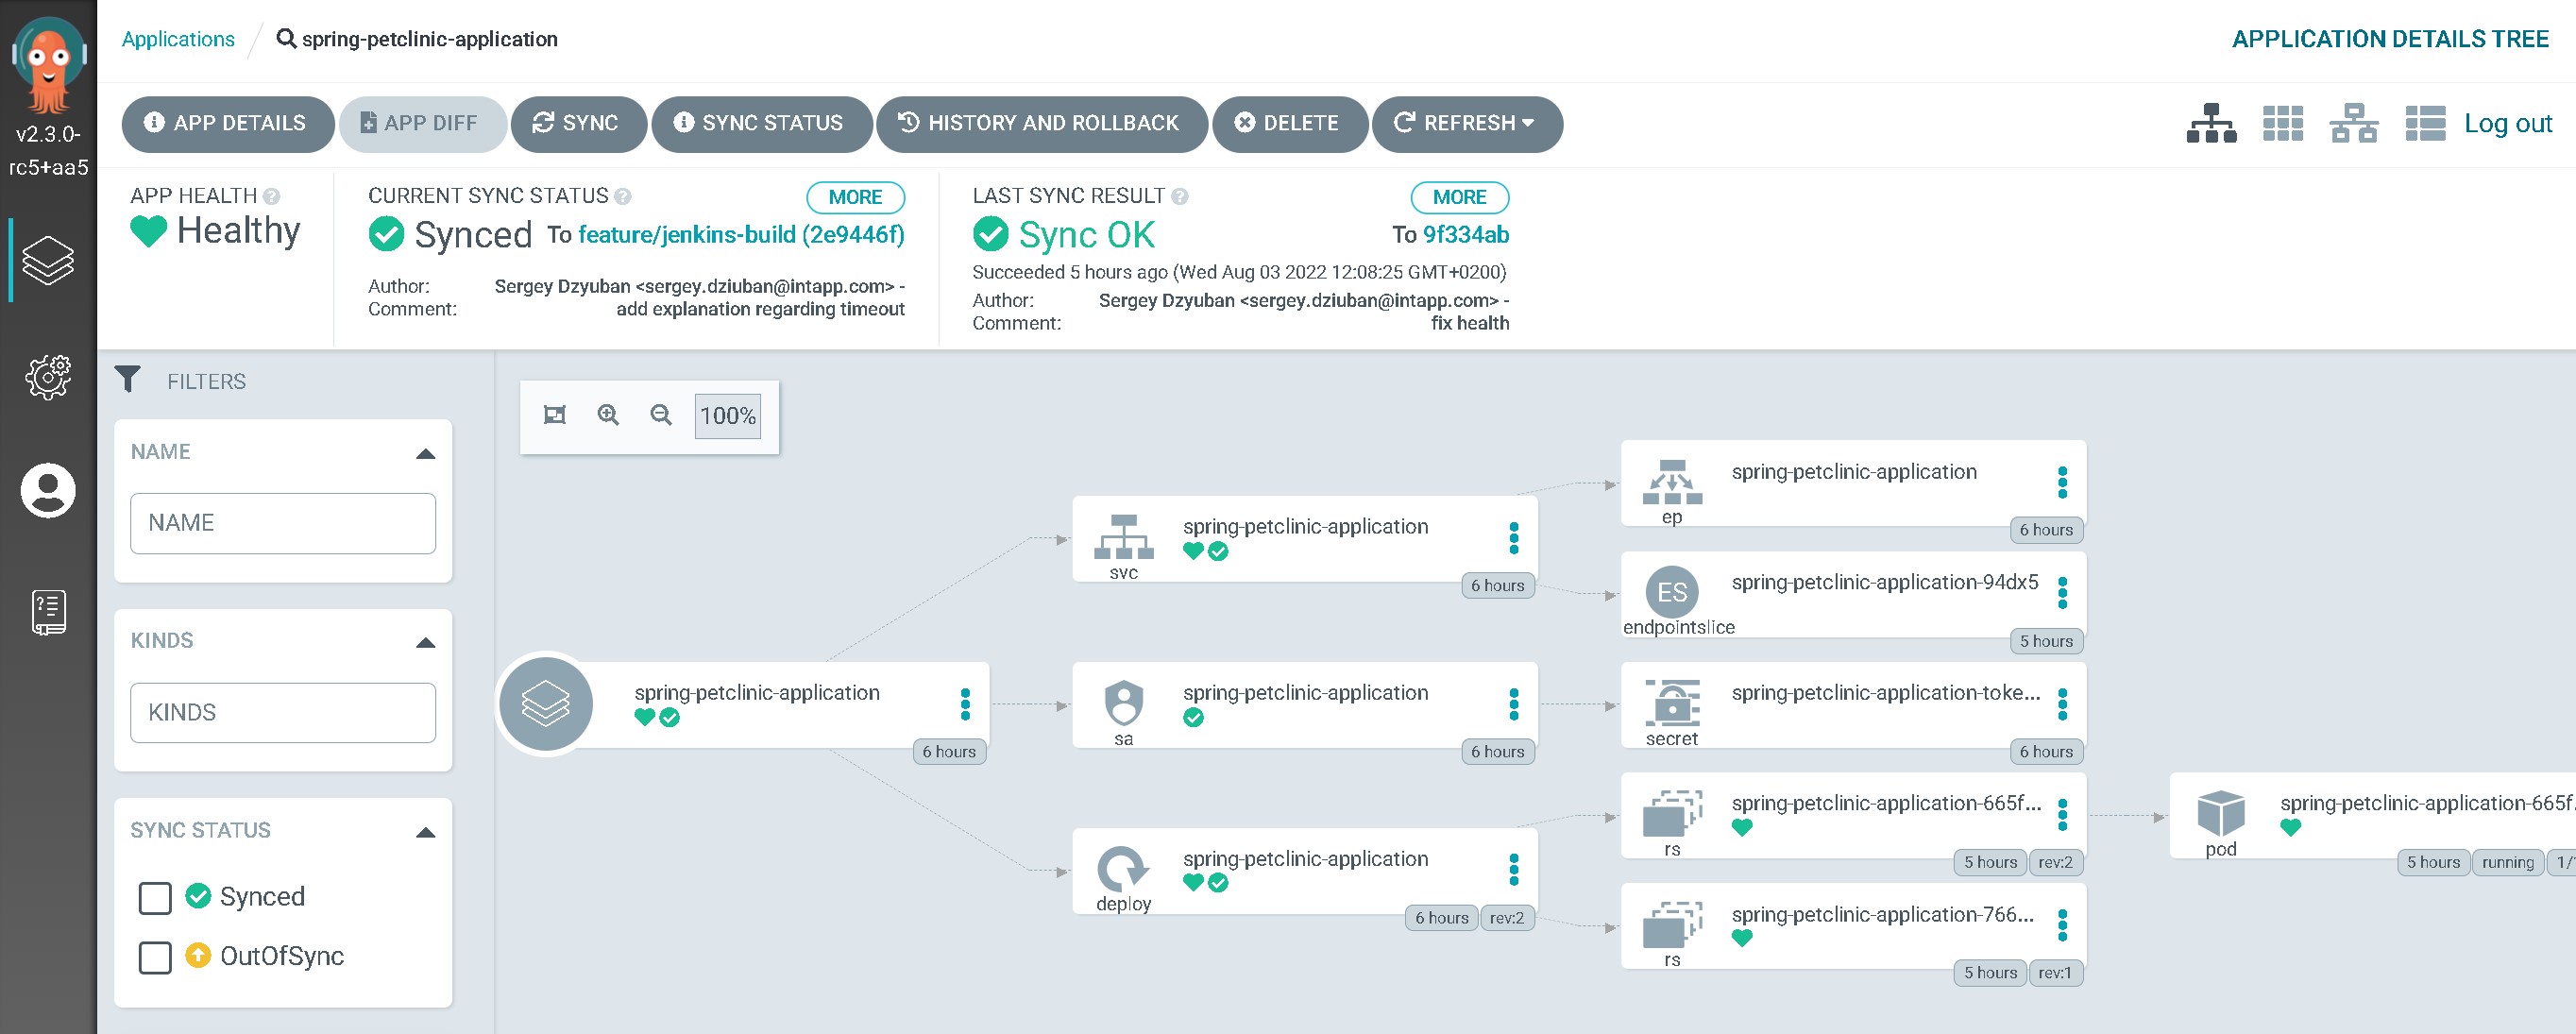 Applications / spring-petclinic-application
APPLICATION DETAILS TREE
v2.3.0-
rc5+aa5
APP DETAILS
APP DIFF
SYNC
SYNC STATUS
HISTORY AND ROLLBACK
DELETE
REFRESH
Log out
APP HEALTH
Healthy
CURRENT SYNC STATUS
MORE
Synced To feature/jenkins-build (2e9446f)
Author: Sergey Dzyuban <sergey.dziuban@intapp.com> -
Comment: add explanation regarding timeout
LAST SYNC RESULT
MORE
Sync OK To 9f334ab
Succeeded 5 hours ago (Wed Aug 03 2022 12:08:25 GMT+0200)
Author: Sergey Dzyuban <sergey.dziuban@intapp.com> -
Comment: fix health
FILTERS
NAME
NAME
KINDS
KINDS
SYNC STATUS
Synced
OutOfSync
100%
spring-petclinic-application
6 hours
spring-petclinic-application
svc
6 hours
spring-petclinic-application
sa
6 hours
spring-petclinic-application
deploy
6 hours rev:2
spring-petclinic-application
ep
6 hours
ES
spring-petclinic-application-94dx5
endpointslice
5 hours
spring-petclinic-application-toke...
secret
6 hours
spring-petclinic-application-665f...
rs
5 hours rev:2
spring-petclinic-application-766...
rs
5 hours rev:1
spring-petclinic-application-665f
pod
5 hours running 1/